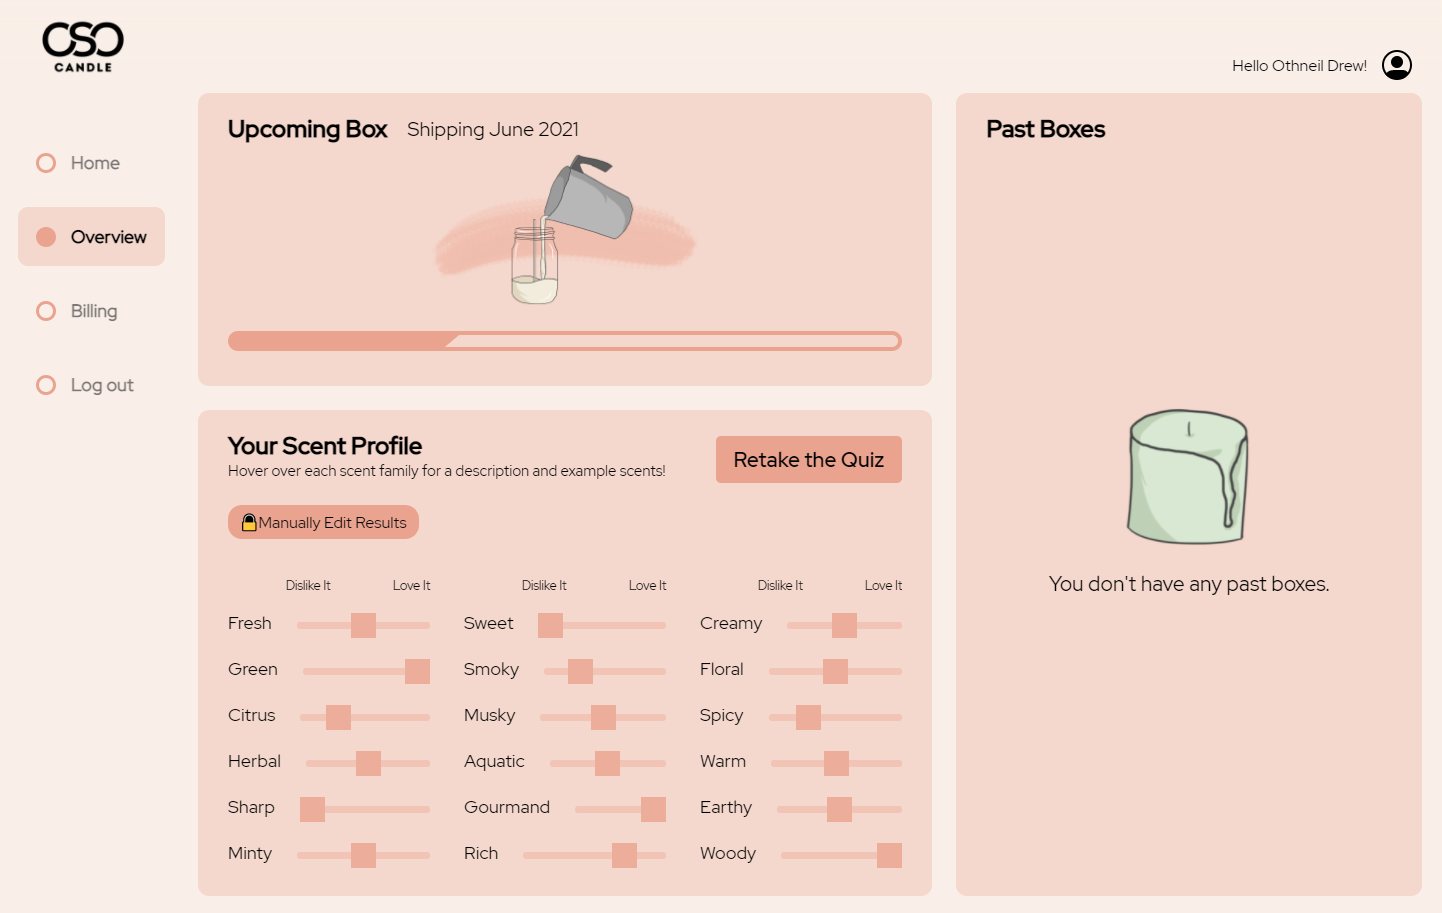 OSO
CANDLE
Hello Othneil Drew!
Home
Overview
Billing
Log out
Upcoming Box Shipping June 2021
Your Scent Profile
Hover over each scent family for a description and example scents!
Retake the Quiz
Manually Edit Results
Dislike It Love It
Fresh
Green
Citrus
Herbal
Sharp
Minty
Dislike It Love It
Sweet
Smoky
Musky
Aquatic
Gourmand
Rich
Dislike It Love It
Creamy
Floral
Spicy
Warm
Earthy
Woody
Past Boxes
You don't have any past boxes.